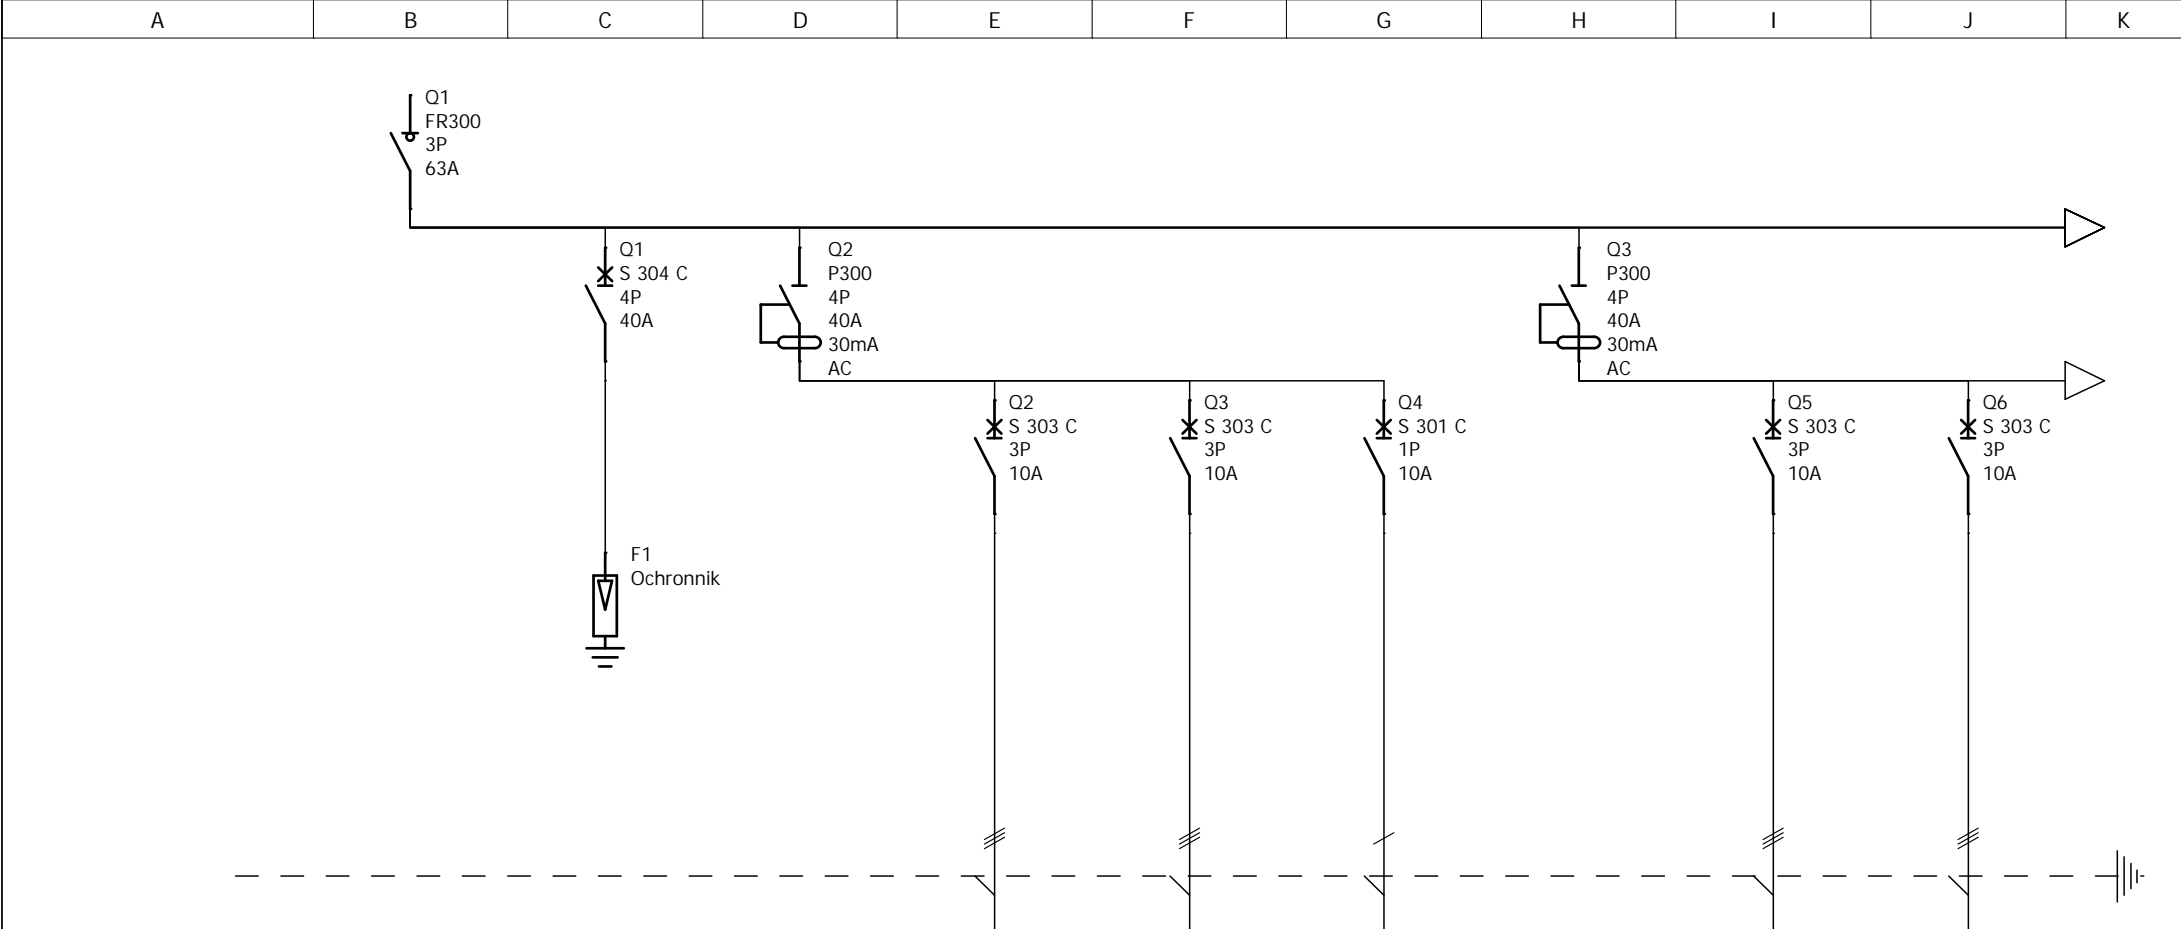 A B C D E F G H I J K
Q1
FR300
3P
63A
Q1
S 304 C
4P
40A
Q2
P300
4P
40A
30mA
AC
Q3
P300
4P
40A
30mA
AC
Q2
S 303 C
3P
10A
Q3
S 303 C
3P
10A
Q4
S 301 C
1P
10A
Q5
S 303 C
3P
10A
Q6
S 303 C
3P
10A
F1
Ochronnik